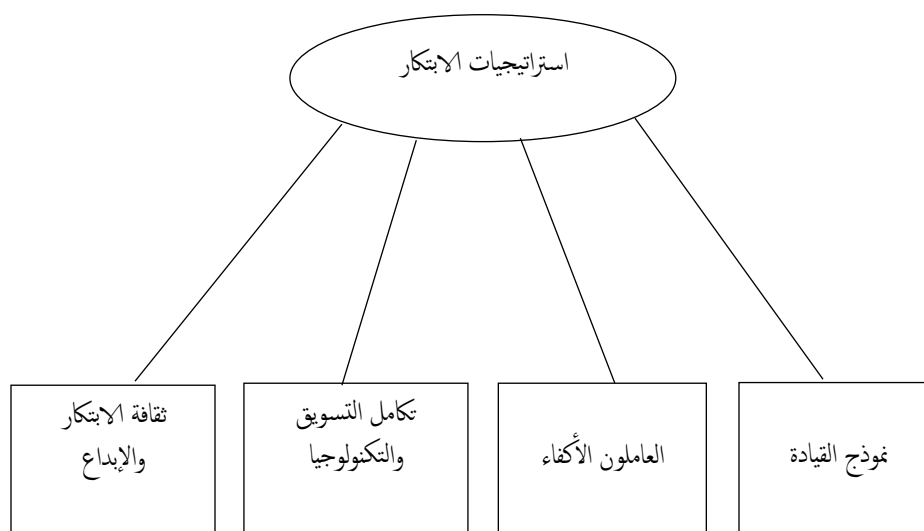 استراتيجيات الابتكار
نموذج القيادة
العاملون الأكفاء
تكامل التسويق
والتكنولوجيا
ثقافة الابتكار
والإبداع